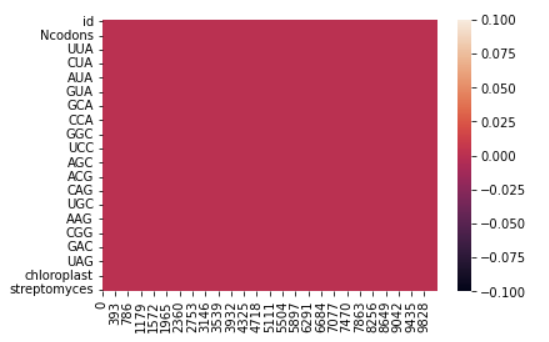 id
Ncodons
UUA
CUA
AUA
GUA
GCA
CCA
GGC
UCC
AGC
ACG
CAG
UGC
AAG
CGG
GAC
UAG
chloroplast
streptomyces
0
393
786
1179
1572
1965
2360
2753
3146
3539
3932
4325
4718
5111
5504
5897
6291
6684
7077
7470
7863
8256
8649
9042
9435
9828
0.100
0.075
0.050
0.025
0.000
−0.025
−0.050
−0.075
−0.100